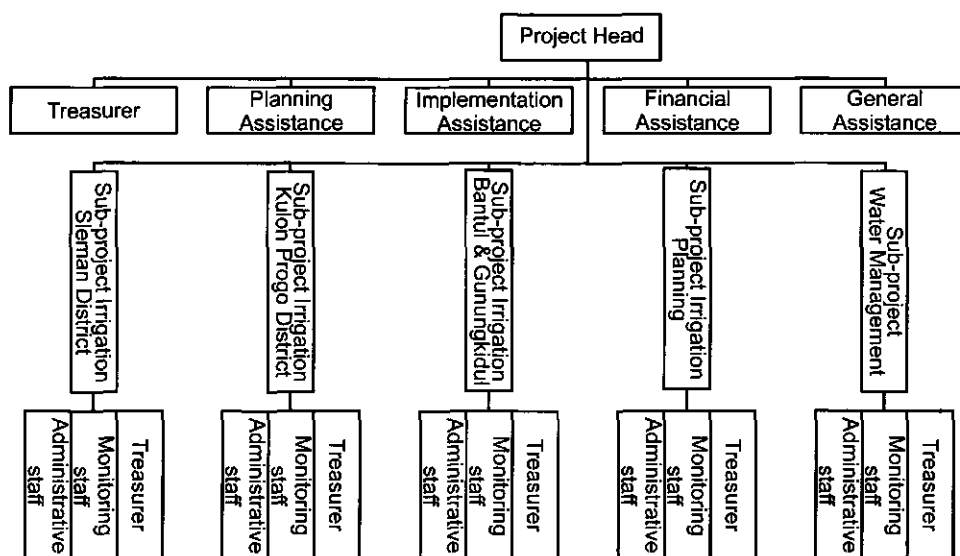 Project Head
Treasurer
Planning
Assistance
Implementation
Assistance
Financial
Assistance
General
Assistance
Sub-project Irrigation
Sleman District
Sub-project Irrigation
Kulon Progo District
Sub-project Irrigation
Bantul & Gunungkidul
Sub-project Irrigation
Planning
Sub-project
Water Management
Treasurer
Monitoring
staff
Administrative
staff
Treasurer
Monitoring
staff
Administrative
staff
Treasurer
Monitoring
staff
Administrative
staff
Treasurer
Monitoring
staff
Administrative
staff
Treasurer
Monitoring
staff
Administrative
staff